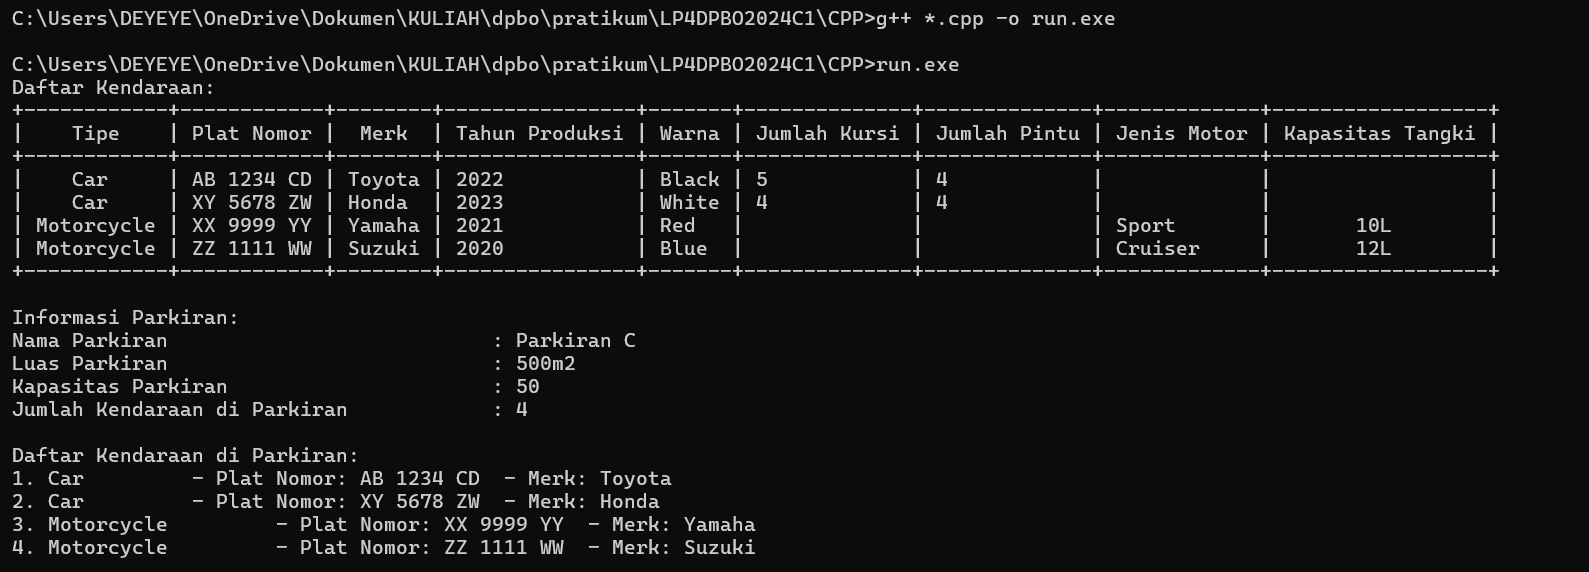 C:\Users\DEYEYE\OneDrive\Dokumen\KULIAH\dpbo\pratikum\LP4DPBO2024C1\CPP>g++ *.cpp -o run.exe
C:\Users\DEYEYE\OneDrive\Dokumen\KULIAH\dpbo\pratikum\LP4DPBO2024C1\CPP>run.exe
Daftar Kendaraan:
+------------+------------+--------+----------------+-------+--------------+--------------+-------------+------------------+
|    Tipe    | Plat Nomor |  Merk  | Tahun Produksi | Warna | Jumlah Kursi | Jumlah Pintu | Jenis Motor | Kapasitas Tangki |
+------------+------------+--------+----------------+-------+--------------+--------------+-------------+------------------+
|    Car     | AB 1234 CD | Toyota | 2022           | Black | 5            | 4            |             |                  |
|    Car     | XY 5678 ZW | Honda  | 2023           | White | 4            | 4            |             |                  |
| Motorcycle | XX 9999 YY | Yamaha | 2021           | Red   |              |              | Sport       |       10L        |
| Motorcycle | ZZ 1111 WW | Suzuki | 2020           | Blue  |              |              | Cruiser     |       12L        |
+------------+------------+--------+----------------+-------+--------------+--------------+-------------+------------------+
Informasi Parkiran:
Nama Parkiran                           : Parkiran C
Luas Parkiran                           : 500m2
Kapasitas Parkiran                      : 50
Jumlah Kendaraan di Parkiran            : 4
Daftar Kendaraan di Parkiran:
1. Car         - Plat Nomor: AB 1234 CD  - Merk: Toyota
2. Car         - Plat Nomor: XY 5678 ZW  - Merk: Honda
3. Motorcycle         - Plat Nomor: XX 9999 YY  - Merk: Yamaha
4. Motorcycle         - Plat Nomor: ZZ 1111 WW  - Merk: Suzuki